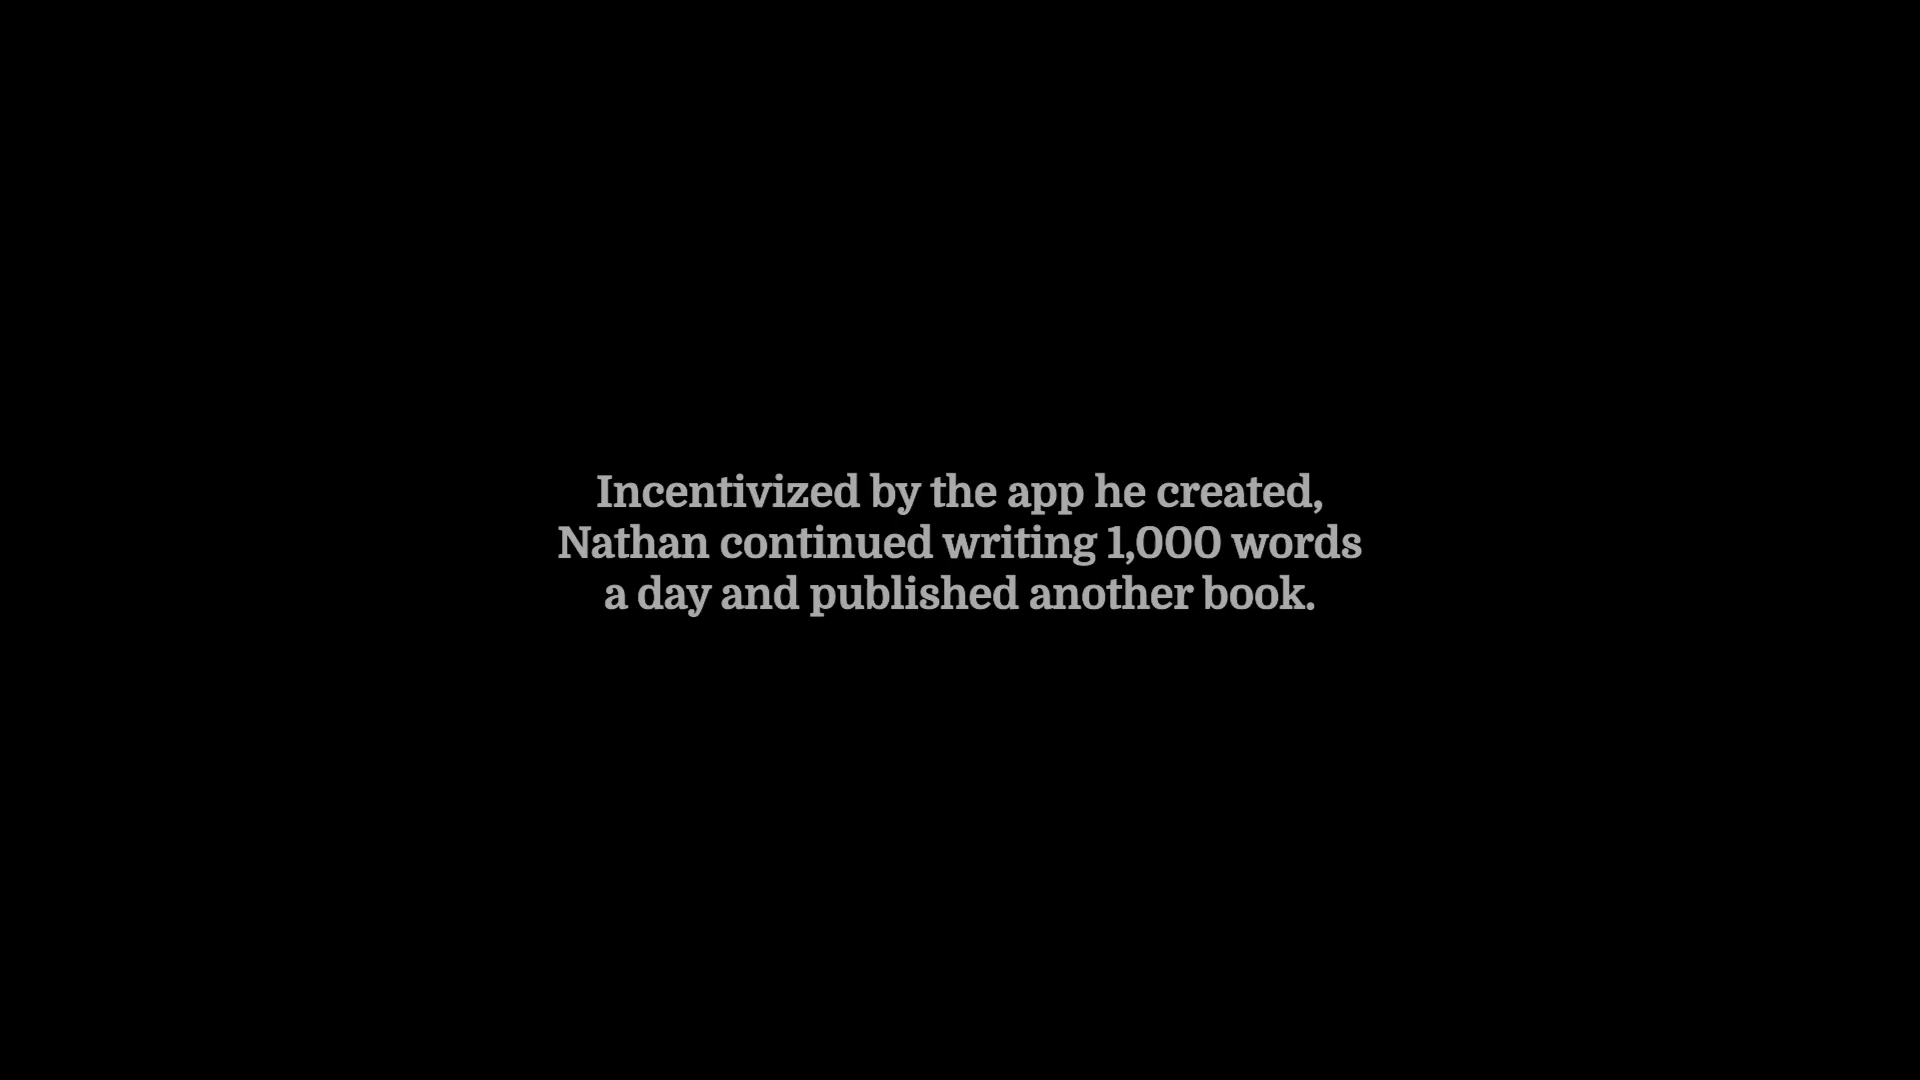 Incentivized by the app he created,
Nathan continued writing 1,000 words
a day and published another book.